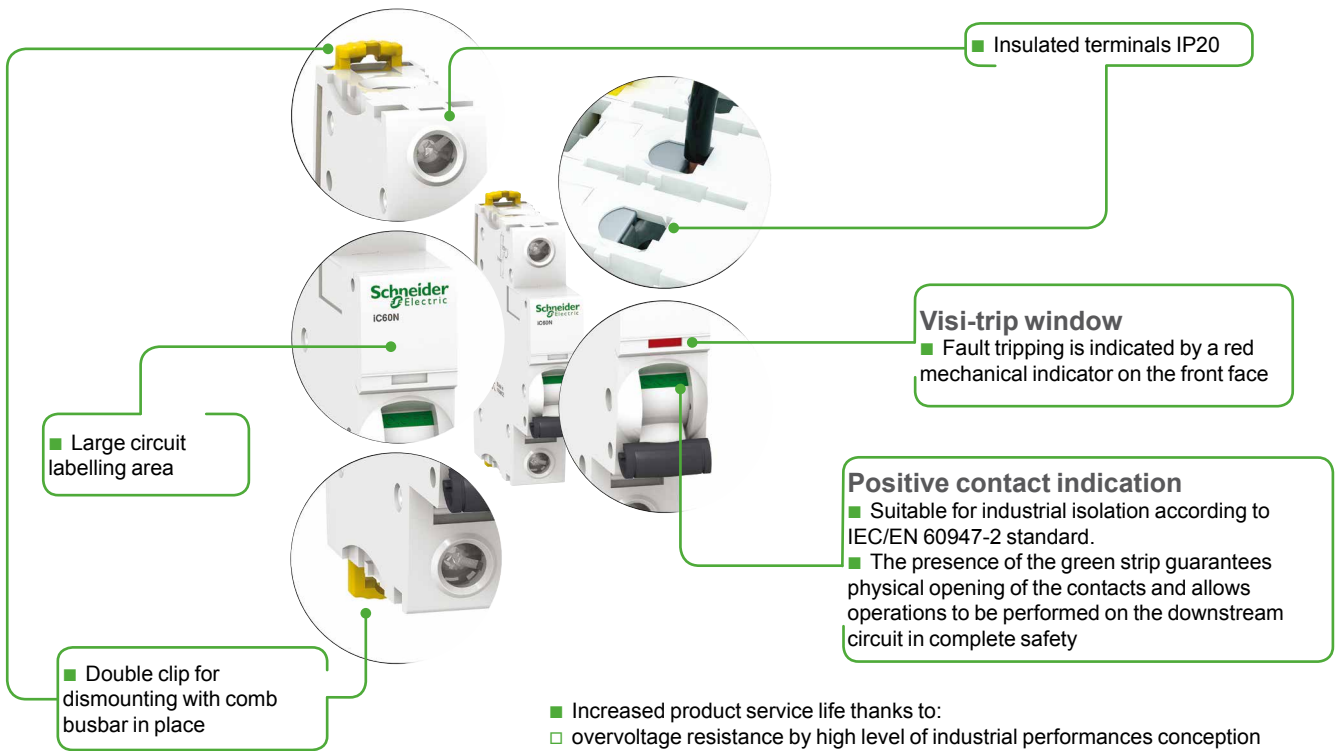 ■ Insulated terminals IP20
Schneider
Electric
iC60N
Schneider
Electric
iC60N
Visi-trip window
■ Fault tripping is indicated by a red
mechanical indicator on the front face
■ Large circuit
labelling area
Positive contact indication
■ Suitable for industrial isolation according to
IEC/EN 60947-2 standard.
■ The presence of the green strip guarantees
physical opening of the contacts and allows
operations to be performed on the downstream
circuit in complete safety
■ Double clip for
dismounting with comb
busbar in place
■ Increased product service life thanks to:
□ overvoltage resistance by high level of industrial performances conception